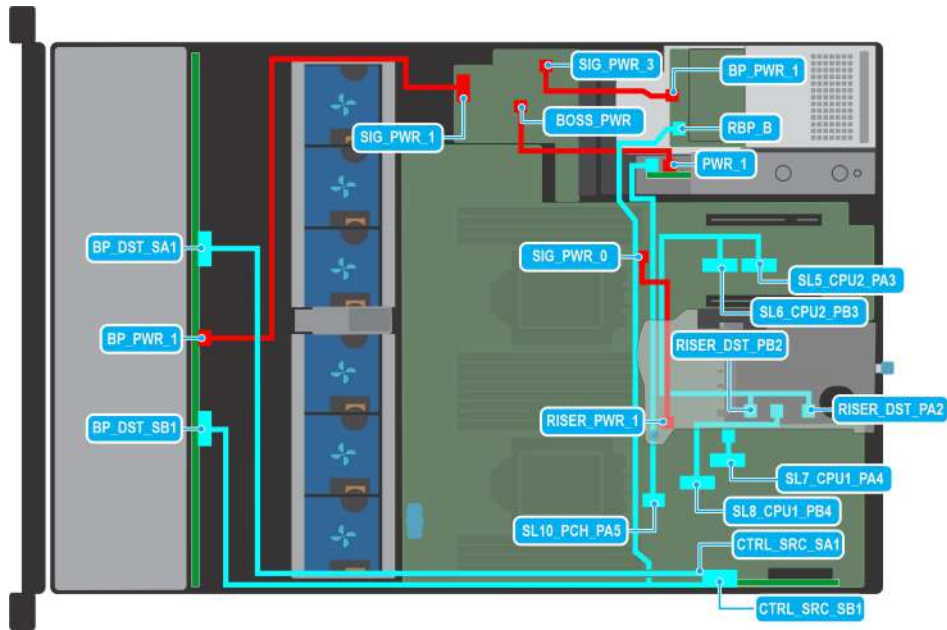 SIG_PWR_3
BP_PWR_1
BOSS_PWR
RBP_B
SIG_PWR_1
PWR_1
BP_DST_SA1
SIG_PWR_0
SL5_CPU2_PA3
SL6_CPU2_PB3
BP_PWR_1
RISER_DST_PB2
RISER_DST_PA2
BP_DST_SB1
RISER_PWR_1
SL7_CPU1_PA4
SL8_CPU1_PB4
SL10_PCH_PA5
CTRL_SRC_SA1
CTRL_SRC_SB1